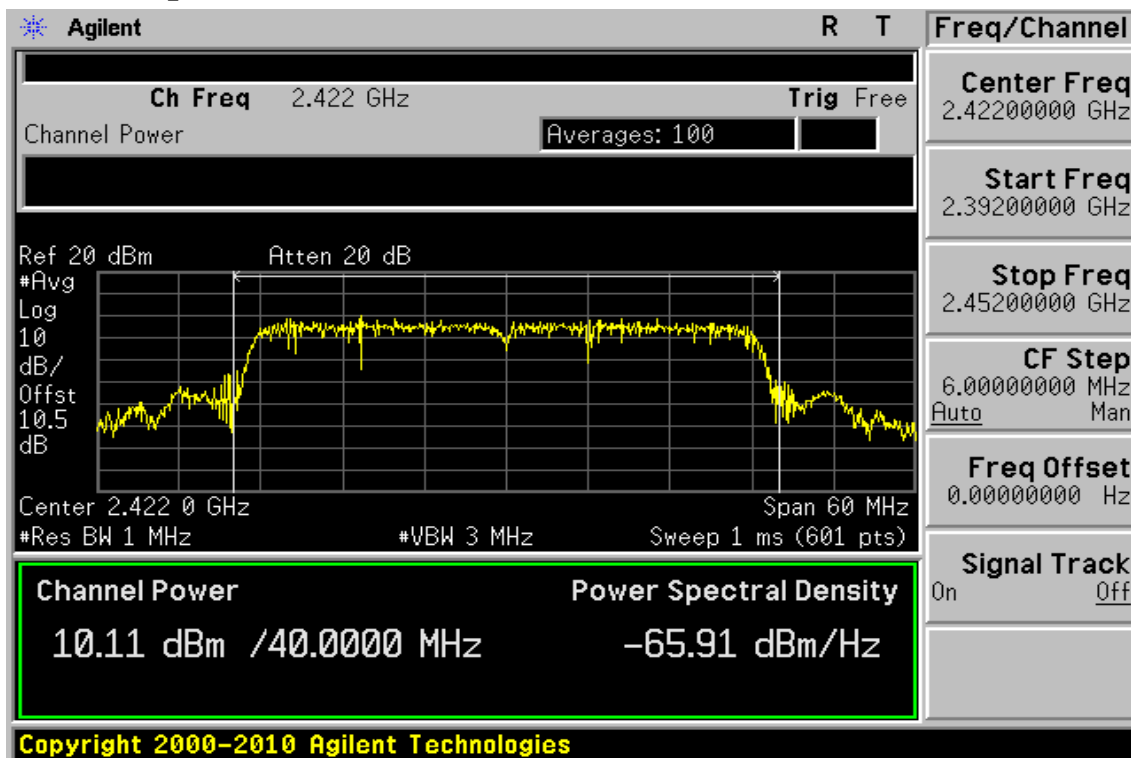 Agilent R T
Freq/Channel
Ch Freq 2.422 GHz Trig Free
Channel Power Averages: 100
Ref 20 dBm Atten 20 dB
#Avg
Log
10
dB/
Offst
10.5
dB
Center 2.422 0 GHz Span 60 MHz
#Res BW 1 MHz #VBW 3 MHz Sweep 1 ms (601 pts)
Channel Power Power Spectral Density
10.11 dBm /40.0000 MHz -65.91 dBm/Hz
Center Freq
2.42200000 GHz
Start Freq
2.39200000 GHz
Stop Freq
2.45200000 GHz
CF Step
6.00000000 MHz
Auto Man
Freq Offset
0.00000000 Hz
Signal Track
On Off
Copyright 2000-2010 Agilent Technologies